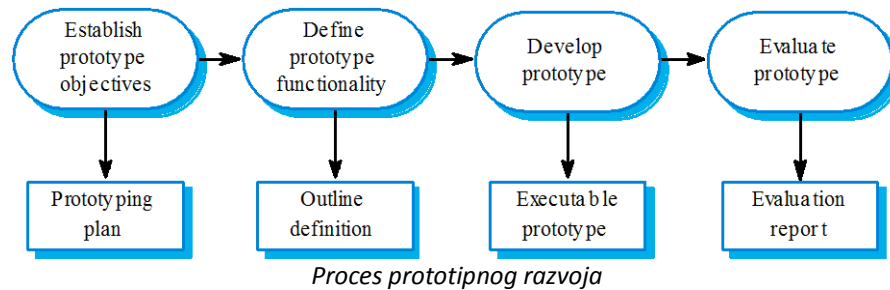 Establish
prototype
objectives
Define
prototype
functionality
Develop
prototype
Evaluate
prototype
Prototyping
plan
Outline
definition
Executable
prototype
Evaluation
report
Proces prototipnog razvoja